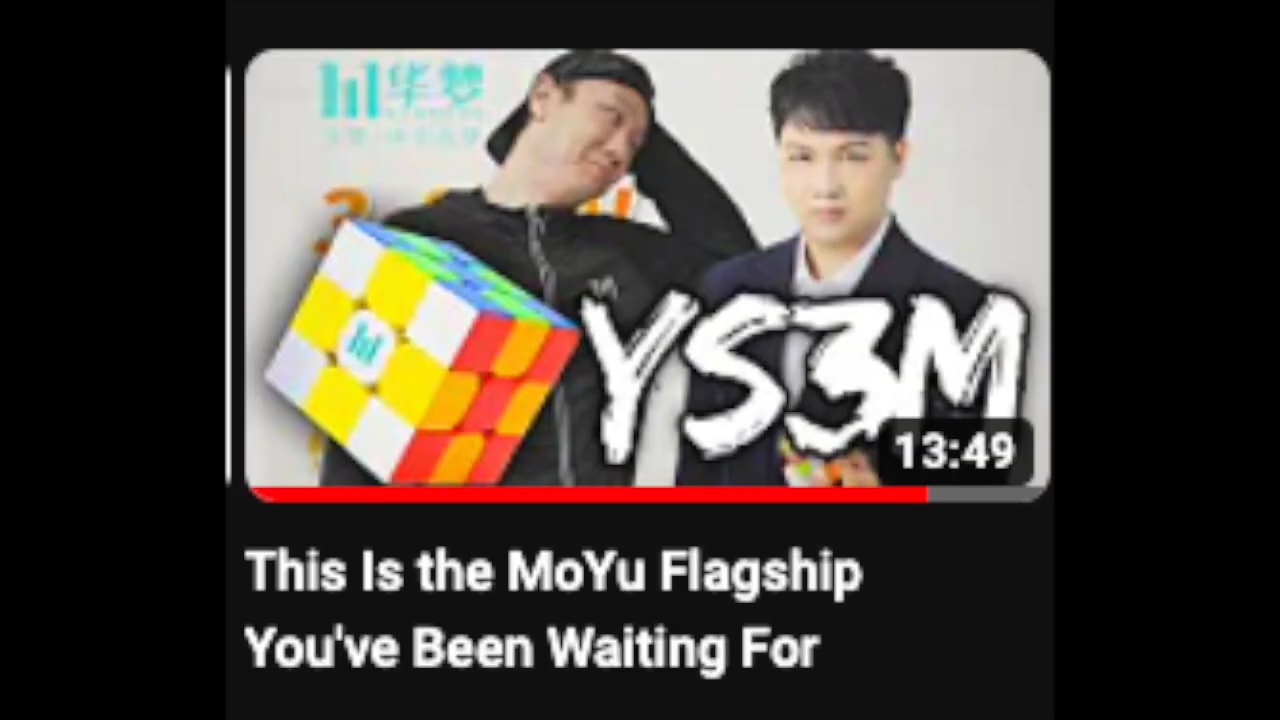 华梦
YS3M
13:49
This Is the MoYu Flagship
You've Been Waiting For